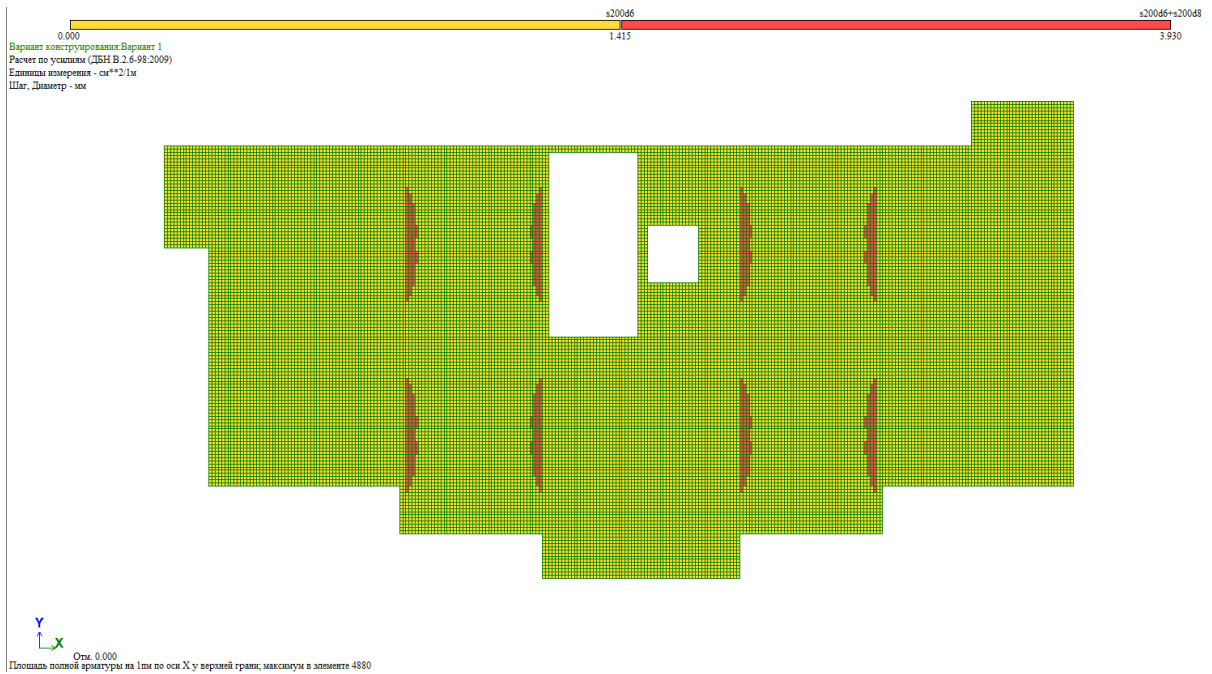 s200d6 s200d6+s200d8
0.000 1.415 3.930
Вариант конструирования:Вариант 1
Расчет по усилиям (ДБН В.2.6-98:2009)
Единицы измерения - см**2/1м
Шаг, Диаметр - мм
Y
X
Отм. 0.000
Площадь полной арматуры на 1пм по оси X у верхней грани; максимум в элементе 4880